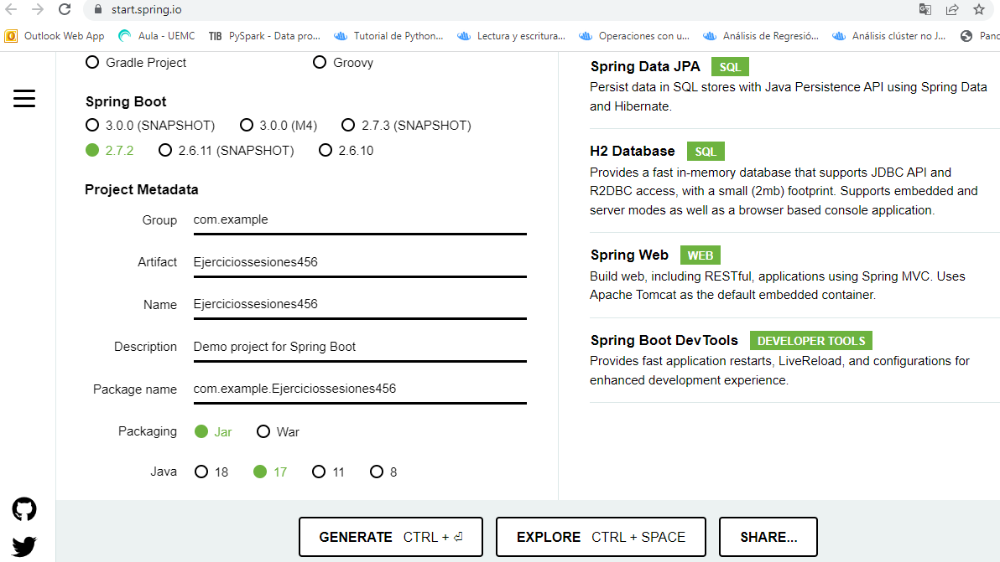 start.spring.io
Outlook Web App
Aula - UEMC
TIB PySpark - Data pro...
Tutorial de Python...
Lectura y escritura...
Operaciones con u...
Análisis de Regresió...
Análisis clúster no J...
Panc
Gradle Project
Groovy
Spring Boot
3.0.0 (SNAPSHOT) 3.0.0 (M4) 2.7.3 (SNAPSHOT)
2.7.2 2.6.11 (SNAPSHOT) 2.6.10
Project Metadata
Group com.example
Artifact Ejerciciossesiones456
Name Ejerciciossesiones456
Description Demo project for Spring Boot
Package name com.example.Ejerciciossesiones456
Packaging Jar War
Java 18 17 11 8
Spring Data JPA SQL
Persist data in SQL stores with Java Persistence API using Spring Data
and Hibernate.
H2 Database SQL
Provides a fast in-memory database that supports JDBC API and
R2DBC access, with a small (2mb) footprint. Supports embedded and
server modes as well as a browser based console application.
Spring Web WEB
Build web, including RESTful, applications using Spring MVC. Uses
Apache Tomcat as the default embedded container.
Spring Boot DevTools DEVELOPER TOOLS
Provides fast application restarts, LiveReload, and configurations for
enhanced development experience.
GENERATE CTRL + ⏎
EXPLORE CTRL + SPACE
SHARE...